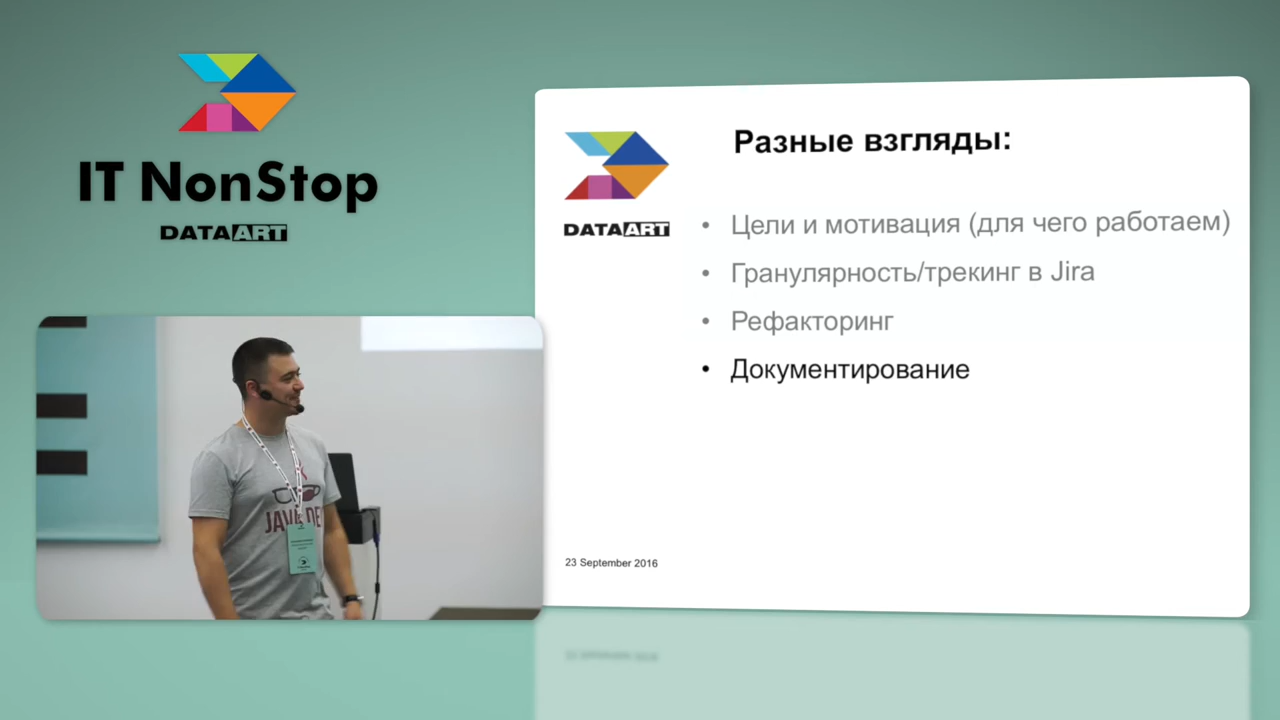 IT NonStop
DATAART
DATAART
Разные взгляды:
• Цели и мотивация (для чего работаем)
• Гранулярность/трекинг в Jira
• Рефакторинг
• Документирование
23 September 2016